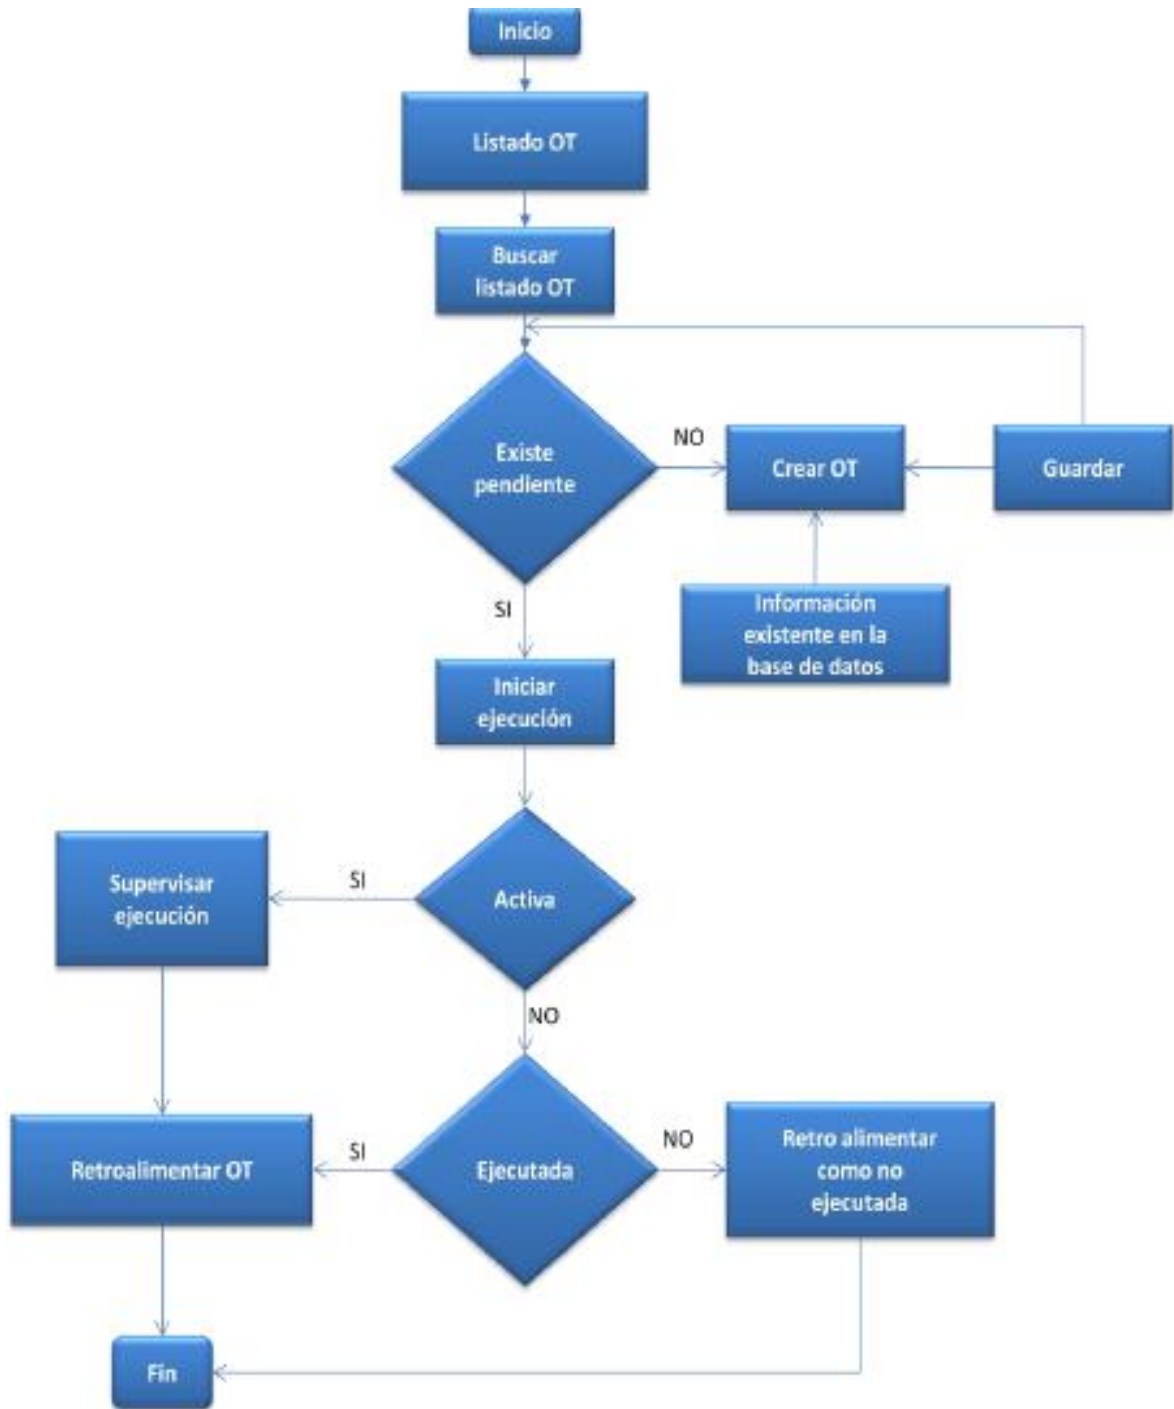 Inicio
Listado OT
Buscar
listado OT
Existe
pendiente
NO
Crear OT
Guardar
Información
existente en la
base de datos
SI
Iniciar
ejecución
Activa
SI
Supervisar
ejecución
NO
Ejecutada
SI
Retroalimentar OT
NO
Retro alimentar
como no
ejecutada
Fin